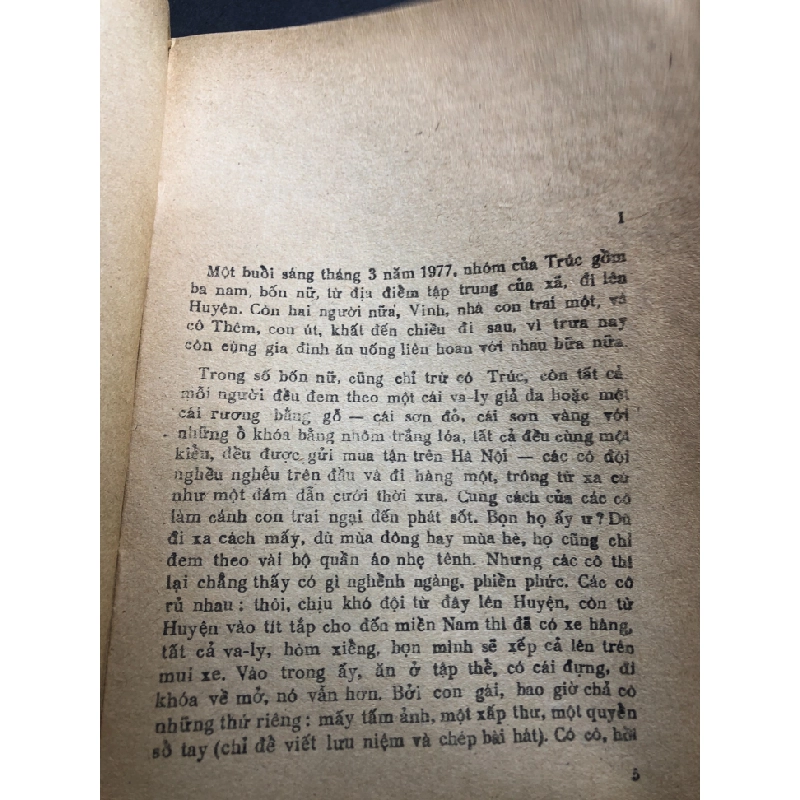 I
Một buổi sáng tháng 3 năm 1977, nhóm của Trúc gồm
ba nam, bốn nữ, từ địa điểm tập trung của xã, đi lên
Huyện. Còn hai người nữa, Vinh, nhà con trai một, và
cô Thêm, con út, khất đến chiều đi sau, vì trưa nay
còn cùng gia đình ăn uống liên hoan với nhau bữa nữa.
Trong số bốn nữ, cũng chỉ trừ có Trúc, còn tất cả
mỗi người đều đem theo một cái va-ly giả da hoặc một
cái rương bằng gỗ — cái sơn đỏ, cái sơn vàng với
những ổ khóa bằng nhôm trắng lóa, tất cả đều cùng một
kiểu, đều được gửi mua tận trên Hà Nội — các cô đội
nghều nghễu trên đầu và đi hàng một, trông từ xa cứ
như một đám dẫn cưới thời xưa. Cung cách của các cô
làm cánh con trai ngại đến phát sốt. Bọn họ ấy ư? Dù
đi xa cách mấy, dù mùa đông hay mùa hè, họ cũng chỉ
đem theo vài bộ quần áo nhẹ tênh. Nhưng các cô thì
lại chẳng thấy có gì nghềnh ngàng, phiền phức. Các cô
rủ nhau : thôi, chịu khó đội từ đây lên Huyện, còn từ
Huyện vào tít tắp cho đến miền Nam thì đã có xe hàng,
tất cả va-ly, hòm xiểng, bọn mình sẽ xếp cả lên trên
mui xe. Vào trong ấy, ăn ở tập thể, có cái đựng, đi
khóa về mở, nó vẫn hơn. Bởi con gái, bao giờ chả có
những thứ riêng : mấy tấm ảnh, một xấp thư, một quyển
sổ tay (chỉ để viết lưu niệm và chép bài hát). Có cô, hồi
5